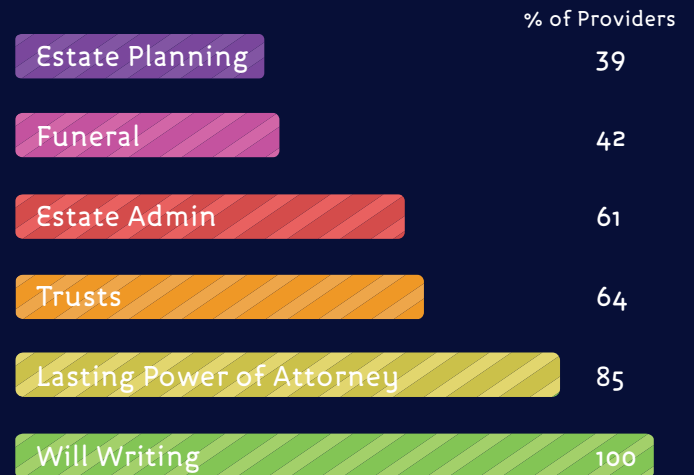 % of Providers
Estate Planning 39
Funeral 42
Estate Admin 61
Trusts 64
Lasting Power of Attorney 85
Will Writing 100